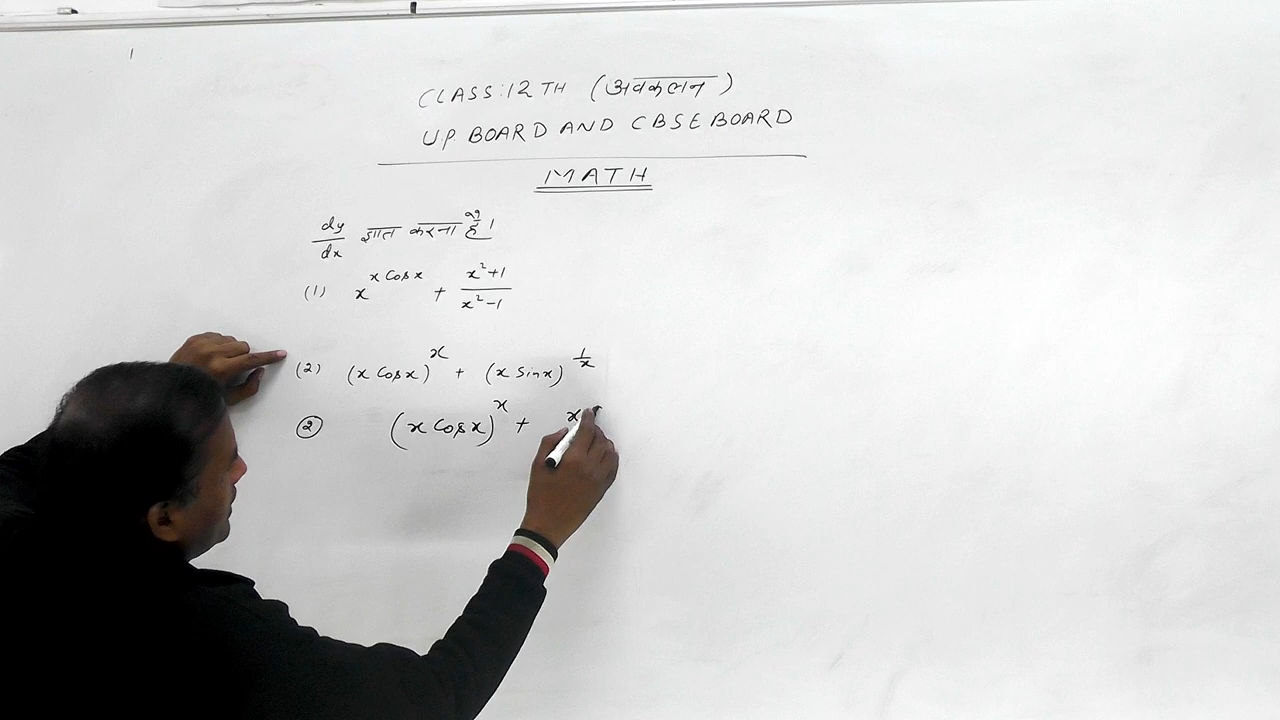 CLASS:12TH (अवकलन)
UP BOARD AND CBSE BOARD
MATH
dy/dx ज्ञात करना है।
(1) x^(x cos x) + (x²+1)/(x²-1)
(2) (x cos x)^x + (x sin x)^(1/x)
② (x cos x)^x + x